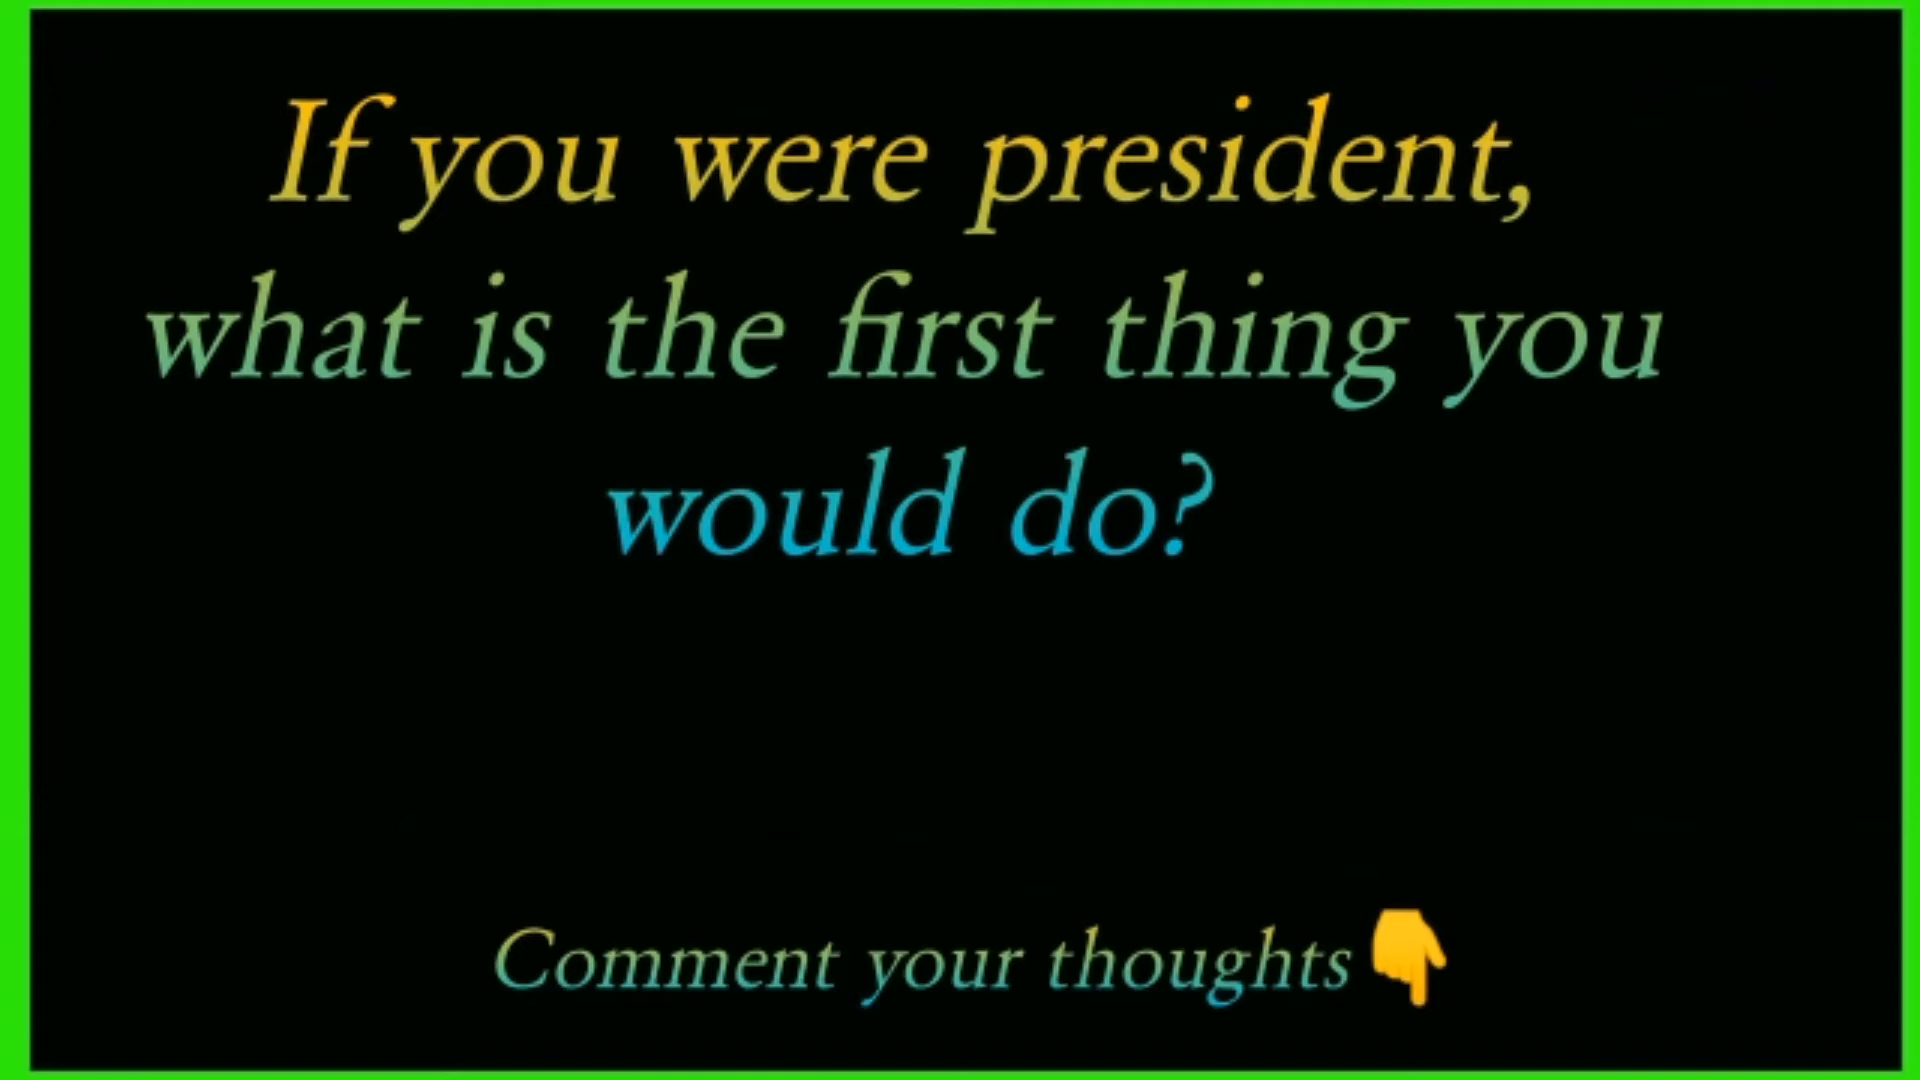 If you were president,
what is the first thing you
would do?
Comment your thoughts👇